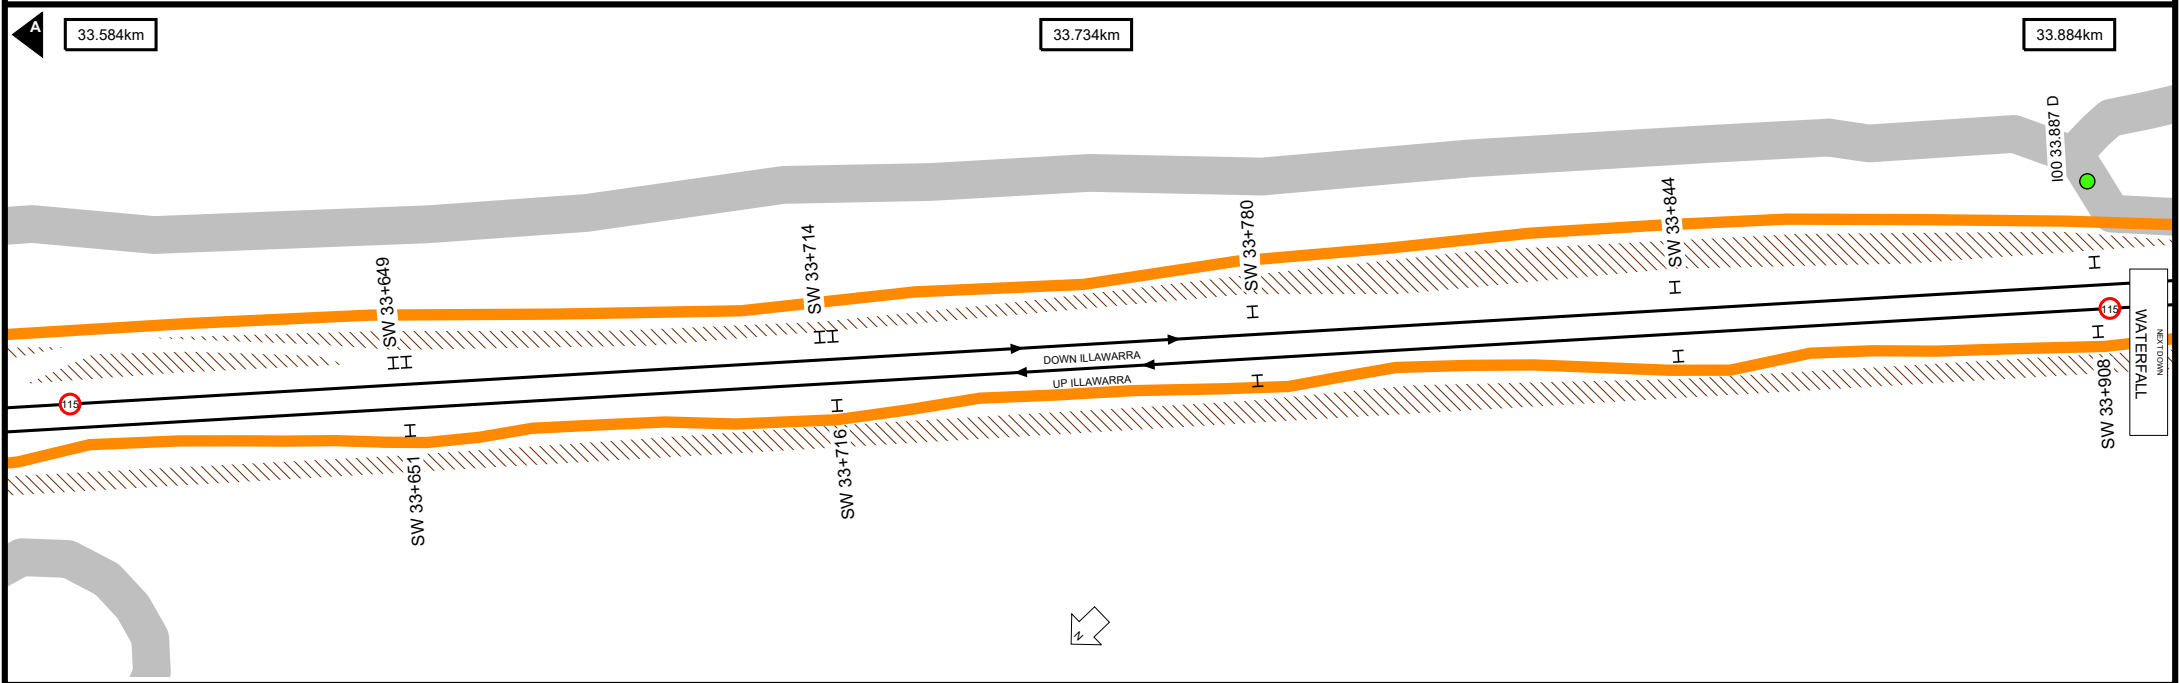 A
33.584km
33.734km
33.884km
I00 33.887 D
SW 33+649
SW 33+714
SW 33+780
SW 33+844
115
DOWN ILLAWARRA
UP ILLAWARRA
115
WATERFALL
NEXT DOWN
SW 33+651
SW 33+716
SW 33+908
N